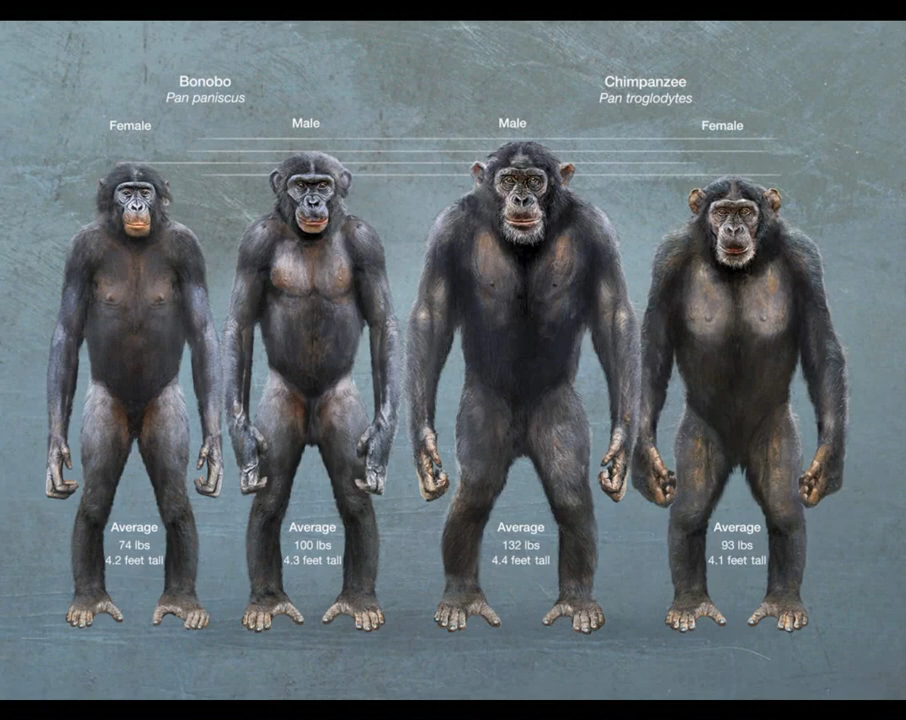 Bonobo
Pan paniscus
Chimpanzee
Pan troglodytes
Female
Male
Male
Female
Average
74 lbs
4.2 feet tall
Average
100 lbs
4.3 feet tall
Average
132 lbs
4.4 feet tall
Average
93 lbs
4.1 feet tall